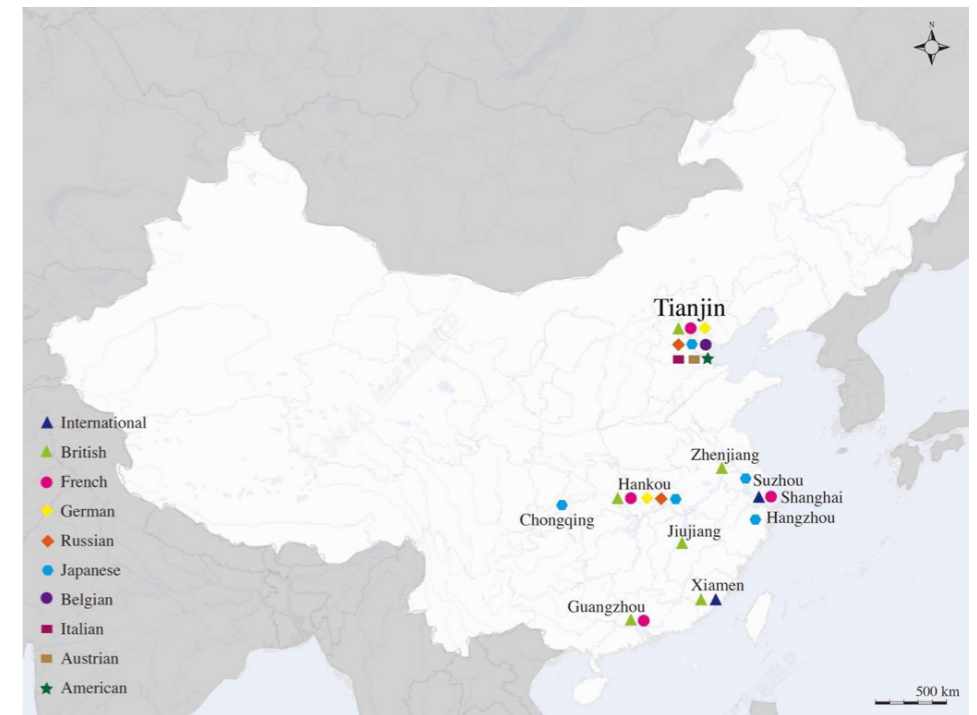 N
Tianjin
International
British
French
German
Russian
Japanese
Belgian
Italian
Austrian
American
Zhenjiang
Suzhou
Hankou
Shanghai
Chongqing
Hangzhou
Jiujiang
Xiamen
Guangzhou
500 km